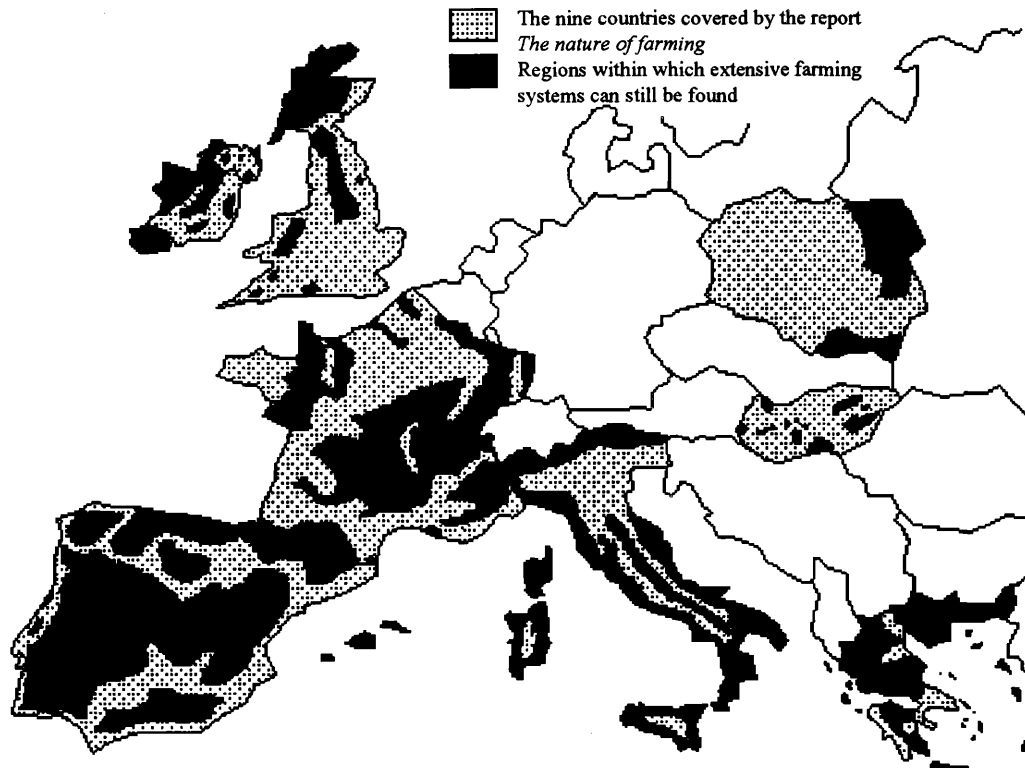 The nine countries covered by the report
The nature of farming
Regions within which extensive farming
systems can still be found